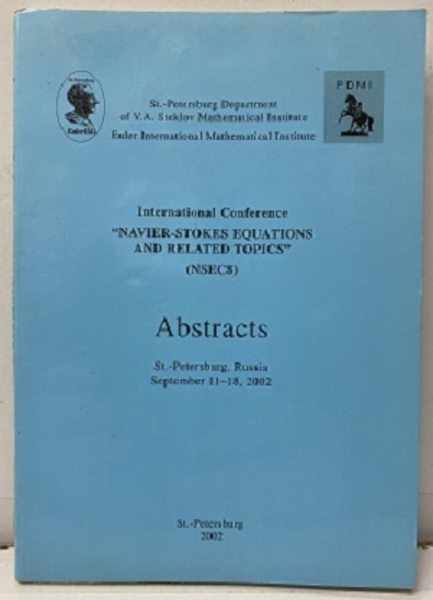 PDMI
St.-Petersburg Department
of V.A. Steklov Mathematical Institute
Euler International Mathematical Institute
International Conference
"NAVIER-STOKES EQUATIONS
AND RELATED TOPICS"
(NSEC8)
Abstracts
St.-Petersburg, Russia
September 11–18, 2002
St.-Petersburg
2002